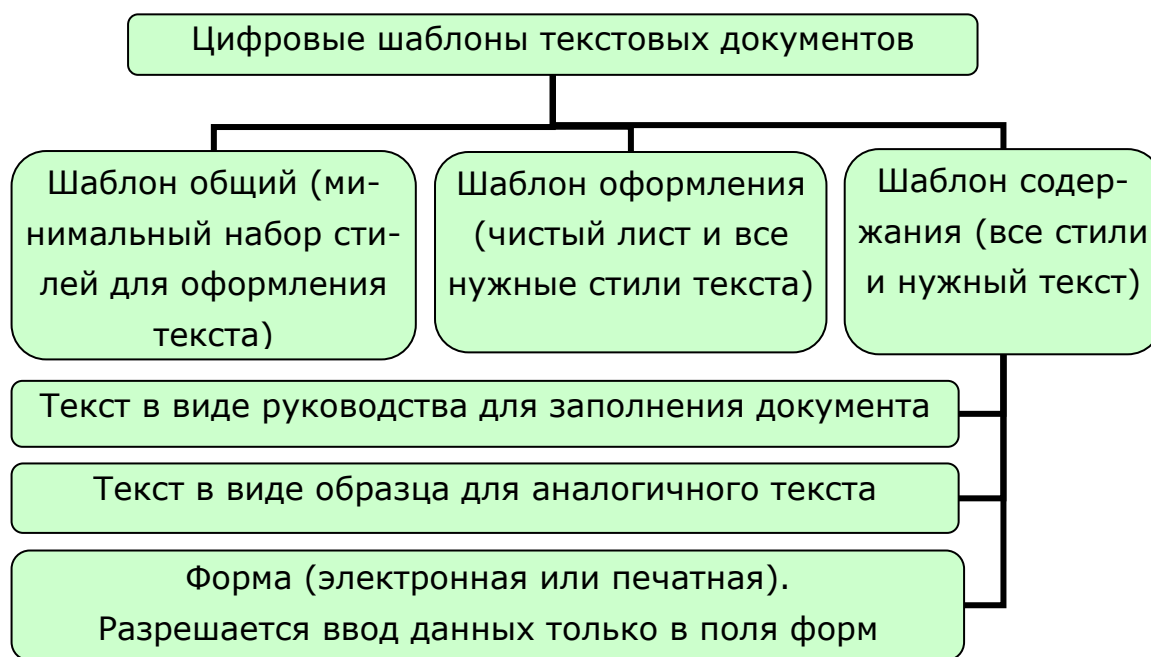 Цифровые шаблоны текстовых документов
Шаблон общий (ми-
нимальный набор сти-
лей для оформления
текста)
Шаблон оформления
(чистый лист и все
нужные стили текста)
Шаблон содер-
жания (все стили
и нужный текст)
Текст в виде руководства для заполнения документа
Текст в виде образца для аналогичного текста
Форма (электронная или печатная).
Разрешается ввод данных только в поля форм